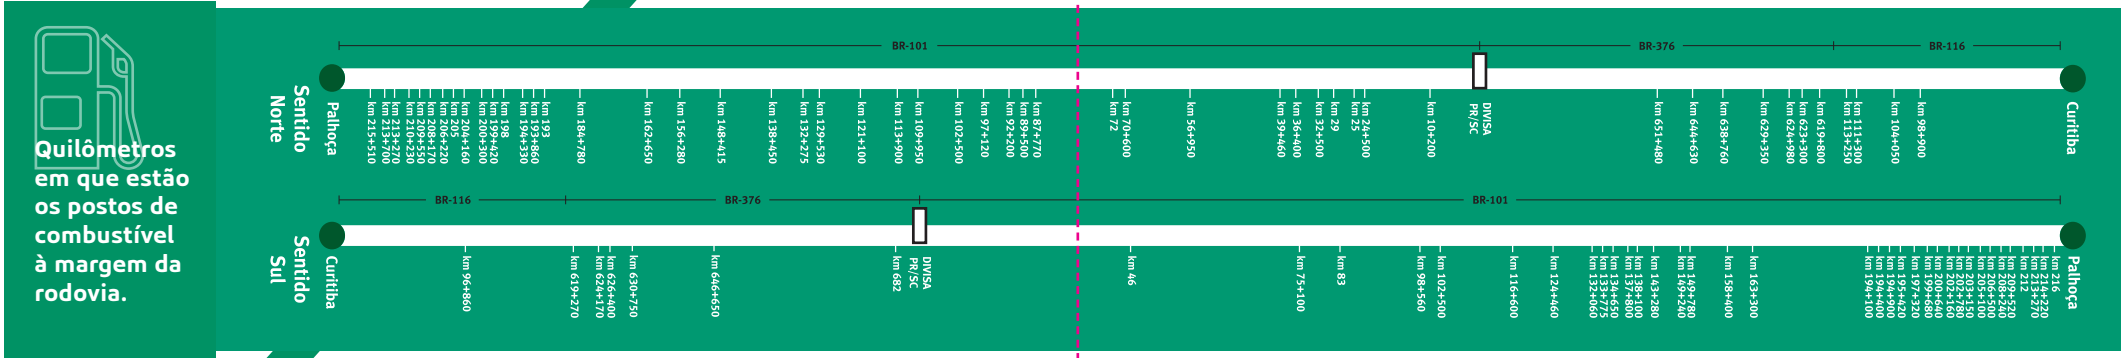 Quilômetros
em que estão
os postos de
combustível
à margem da
rodovia.
Sentido
Norte
BR-101
BR-376
BR-116
Palhoça
km 215+510
km 213+700
km 213+270
km 210+230
km 209+550
km 208+170
km 206+220
km 205
km 204+160
km 200+300
km 199+420
km 198
km 194+330
km 193+860
km 193
km 184+780
km 162+650
km 156+280
km 148+415
km 138+450
km 132+275
km 129+530
km 121+100
km 113+900
km 109+950
km 102+500
km 97+120
km 92+200
km 89+500
km 87+770
km 72
km 70+600
km 56+950
km 39+460
km 36+400
km 32+500
km 29
km 25
km 24+500
km 10+200
DIVISA
PR/SC
km 651+480
km 644+630
km 638+760
km 629+350
km 624+980
km 623+300
km 619+800
km 113+250
km 111+300
km 104+050
km 98+900
Curitiba
Sentido
Sul
BR-116
BR-376
BR-101
Curitiba
km 96+860
km 619+270
km 624+170
km 626+400
km 630+750
km 646+650
km 682
DIVISA
PR/SC
km 46
km 75+100
km 83
km 98+560
km 102+500
km 116+600
km 124+460
km 132+060
km 133+775
km 134+650
km 137+800
km 138+100
km 143+280
km 149+240
km 149+780
km 158+400
km 163+300
km 194+100
km 194+400
km 194+900
km 195+420
km 197+320
km 199+680
km 200+640
km 202+160
km 202+780
km 203+150
km 205+100
km 206+500
km 208+240
km 209+520
km 212
km 213+270
km 214+220
km 216
Palhoça